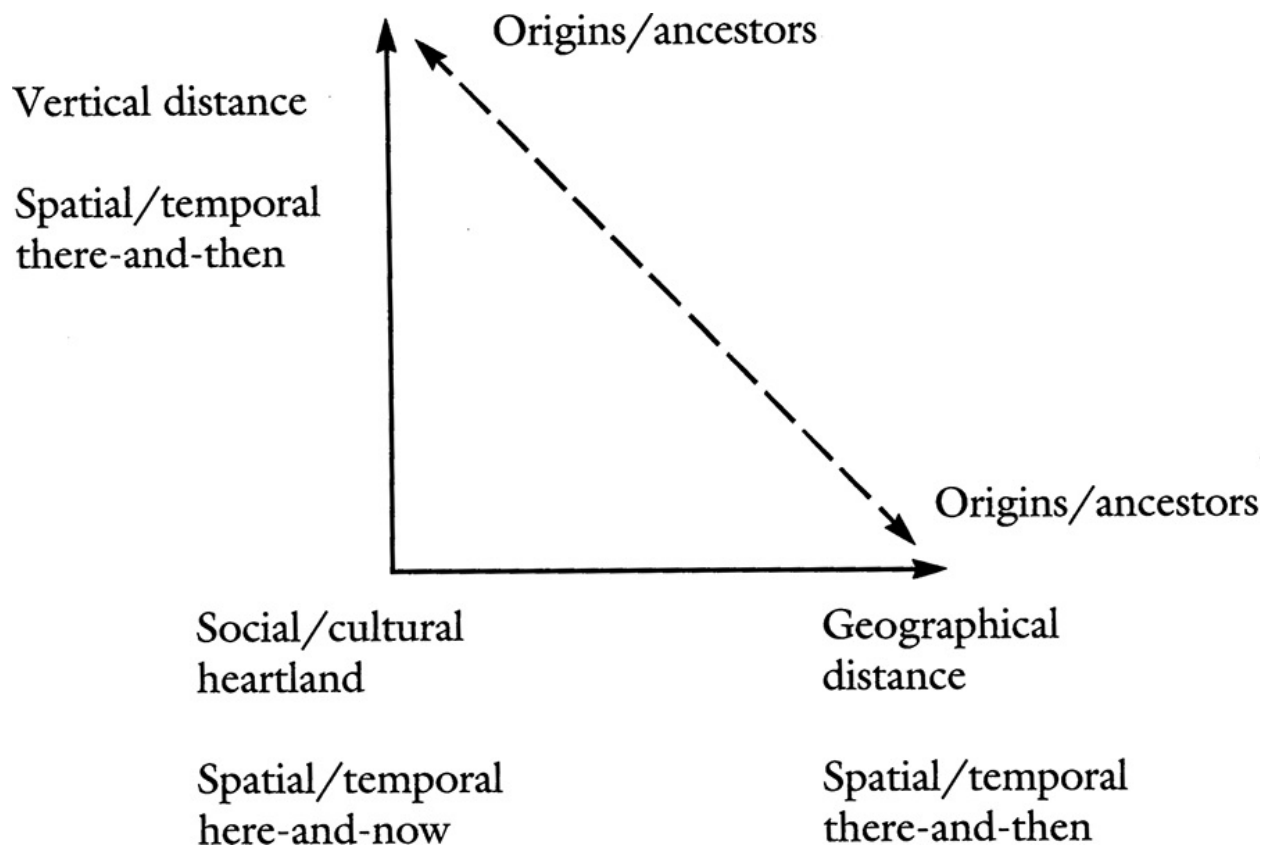 Origins/ancestors
Vertical distance
Spatial/temporal
there-and-then
Origins/ancestors
Social/cultural
heartland
Geographical
distance
Spatial/temporal
here-and-now
Spatial/temporal
there-and-then